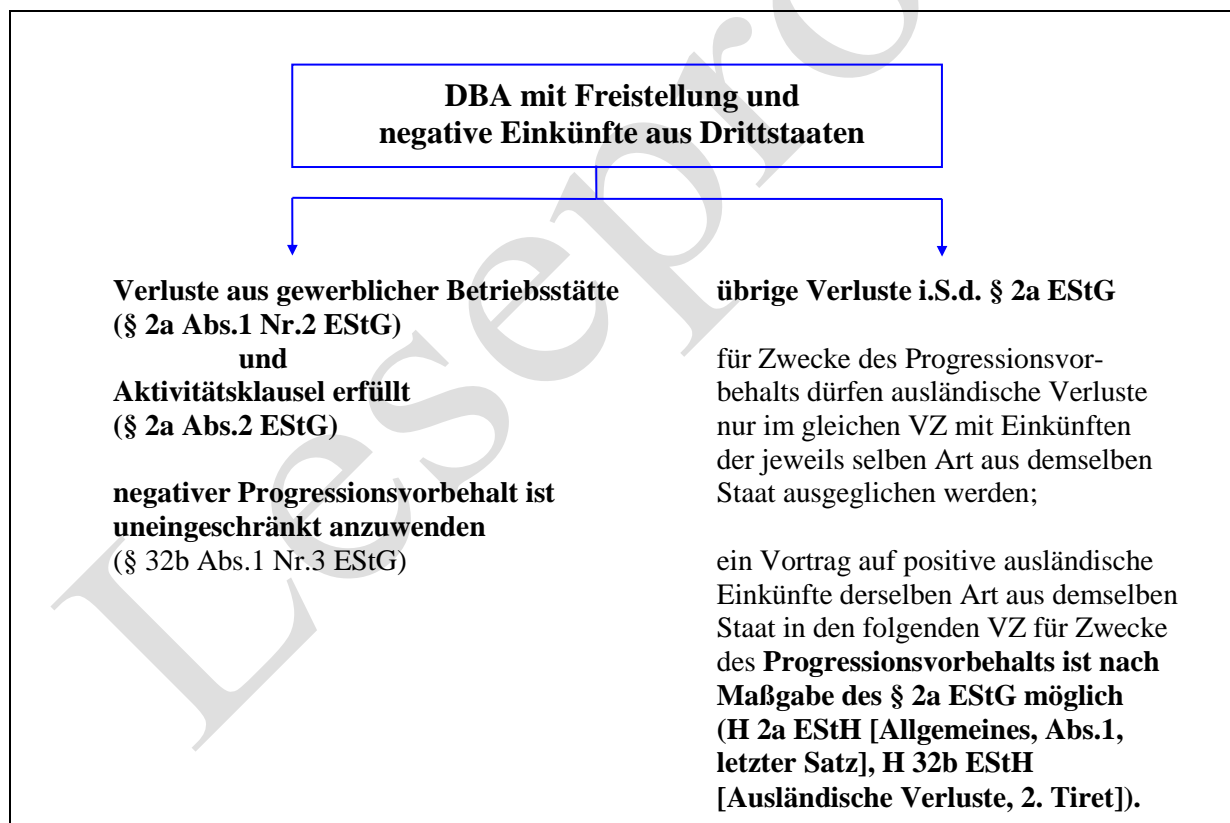 DBA mit Freistellung und
negative Einkünfte aus Drittstaaten
Verluste aus gewerblicher Betriebsstätte
(§ 2a Abs.1 Nr.2 EStG)
und
Aktivitätsklausel erfüllt
(§ 2a Abs.2 EStG)
negativer Progressionsvorbehalt ist
uneingeschränkt anzuwenden
(§ 32b Abs.1 Nr.3 EStG)
übrige Verluste i.S.d. § 2a EStG
für Zwecke des Progressionsvor-
behalts dürfen ausländische Verluste
nur im gleichen VZ mit Einkünften
der jeweils selben Art aus demselben
Staat ausgeglichen werden;
ein Vortrag auf positive ausländische
Einkünfte derselben Art aus demselben
Staat in den folgenden VZ für Zwecke
des Progressionsvorbehalts ist nach
Maßgabe des § 2a EStG möglich
(H 2a EStH [Allgemeines, Abs.1,
letzter Satz], H 32b EStH
[Ausländische Verluste, 2. Tiret]).
Lesepro